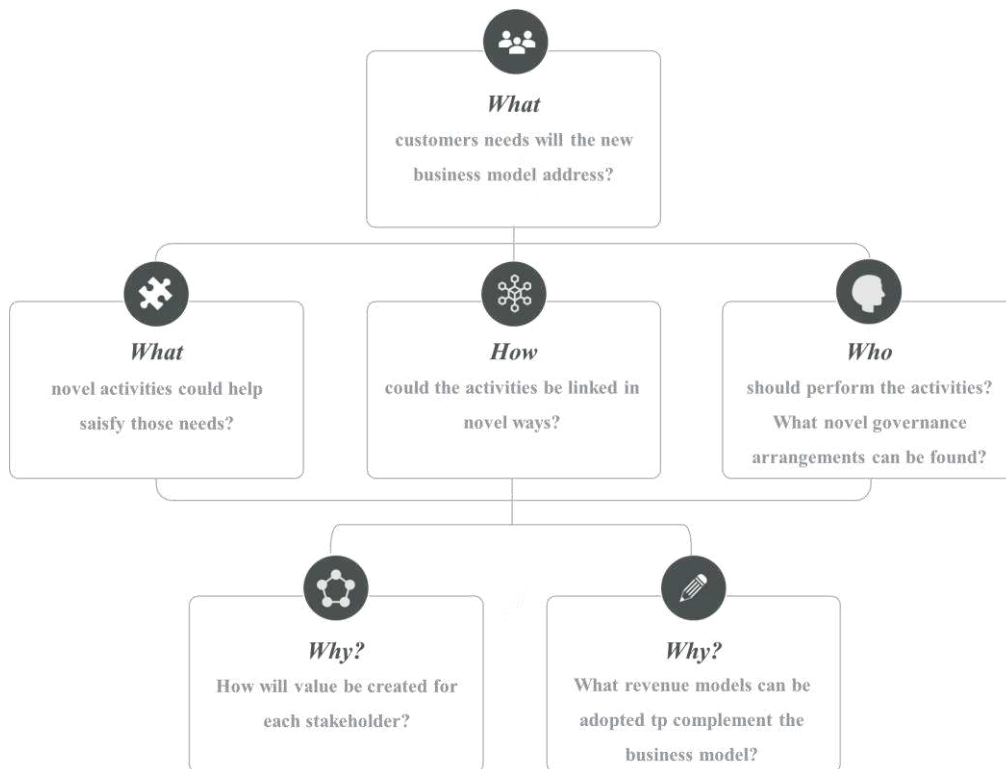 What
customers needs will the new
business model address?
What
novel activities could help
saisfy those needs?
How
could the activities be linked in
novel ways?
Who
should perform the activities?
What novel governance
arrangements can be found?
Why?
How will value be created for
each stakeholder?
Why?
What revenue models can be
adopted tp complement the
business model?